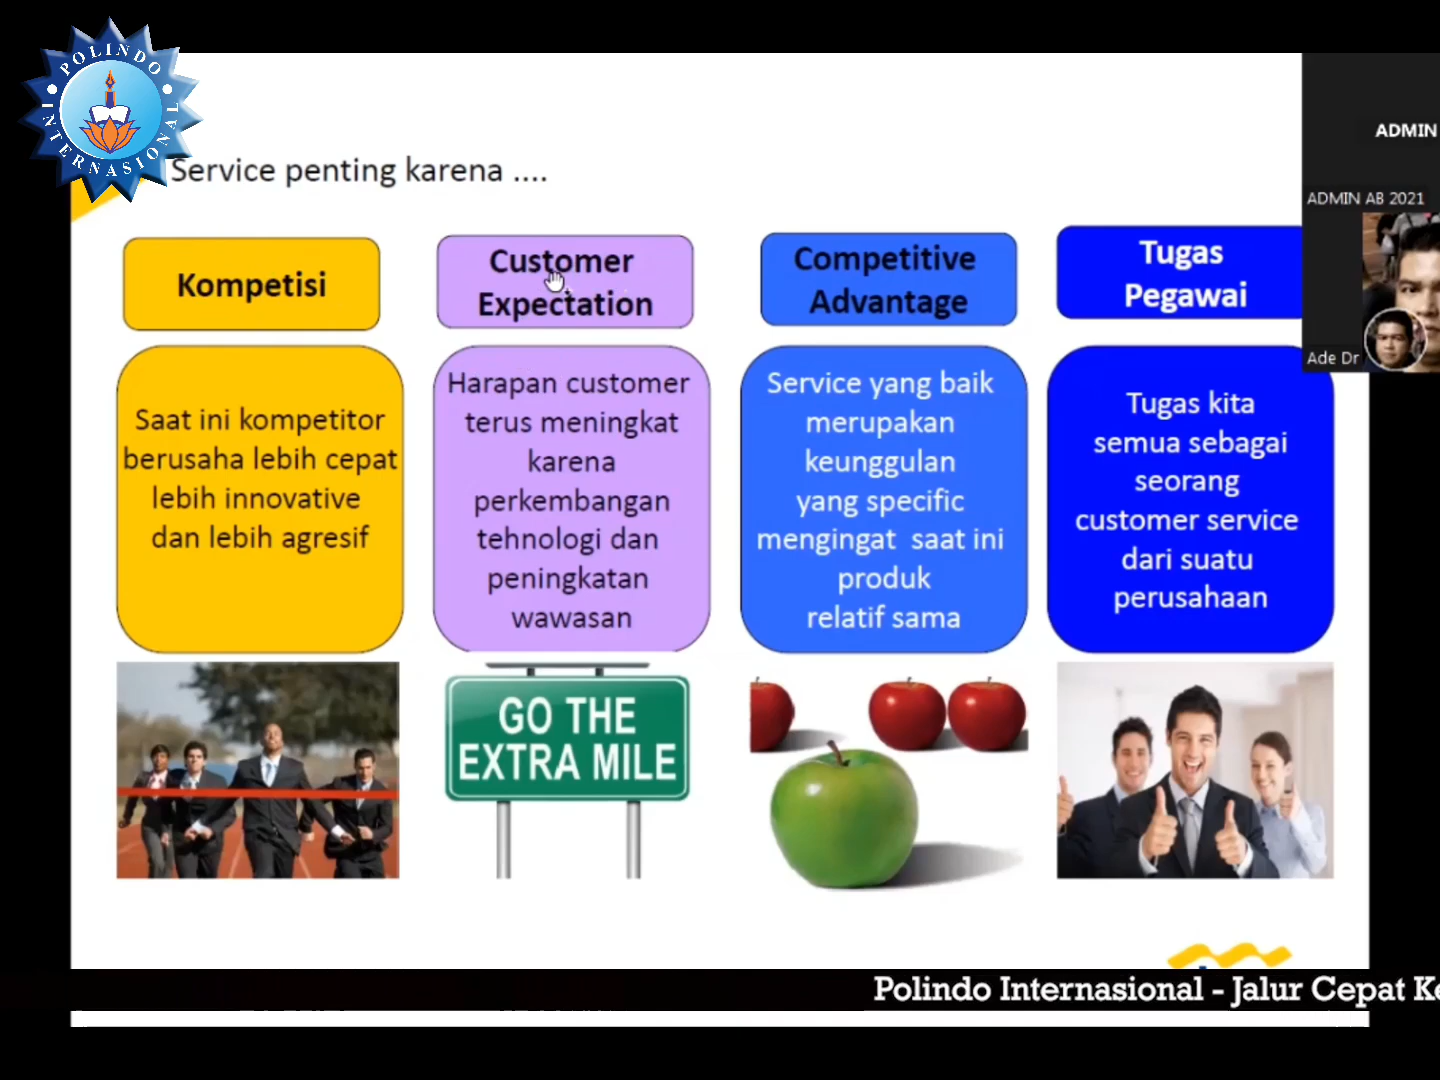 POLINDO
INTERNASIONAL
Service penting karena ....
ADMIN
ADMIN AB 2021
Ade Dr
Kompetisi
Saat ini kompetitor
berusaha lebih cepat
lebih innovative
dan lebih agresif
Customer
Expectation
Harapan customer
terus meningkat
karena
perkembangan
tehnologi dan
peningkatan
wawasan
GO THE
EXTRA MILE
Competitive
Advantage
Service yang baik
merupakan
keunggulan
yang specific
mengingat saat ini
produk
relatif sama
Tugas
Pegawai
Tugas kita
semua sebagai
seorang
customer service
dari suatu
perusahaan
Polindo Internasional - Jalur Cepat Ke